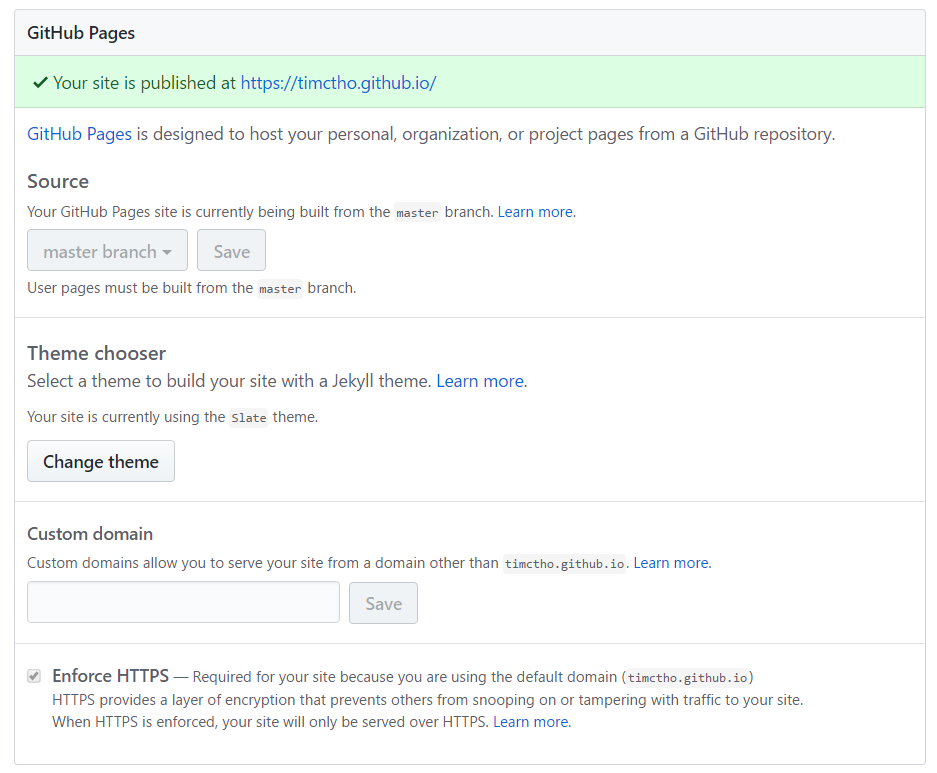 GitHub Pages
Your site is published at https://timctho.github.io/
GitHub Pages is designed to host your personal, organization, or project pages from a GitHub repository.
Source
Your GitHub Pages site is currently being built from the master branch. Learn more.
master branch Save
User pages must be built from the master branch.
Theme chooser
Select a theme to build your site with a Jekyll theme. Learn more.
Your site is currently using the Slate theme.
Change theme
Custom domain
Custom domains allow you to serve your site from a domain other than timctho.github.io. Learn more.
Save
Enforce HTTPS — Required for your site because you are using the default domain (timctho.github.io)
HTTPS provides a layer of encryption that prevents others from snooping on or tampering with traffic to your site.
When HTTPS is enforced, your site will only be served over HTTPS. Learn more.